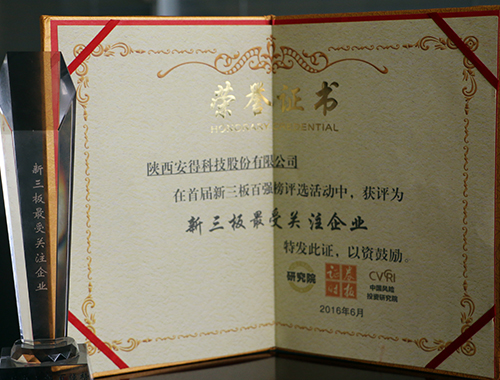 新三板最受关注企业
荣誉证书
HONORARY CREDENTIAL
陕西安得科技股份有限公司
在首届新三板百强榜评选活动中，获评为
新三板最受关注企业
特发此证，以资鼓励。
研究院
证券时报
CVRI
中国风险
投资研究院
2016年6月